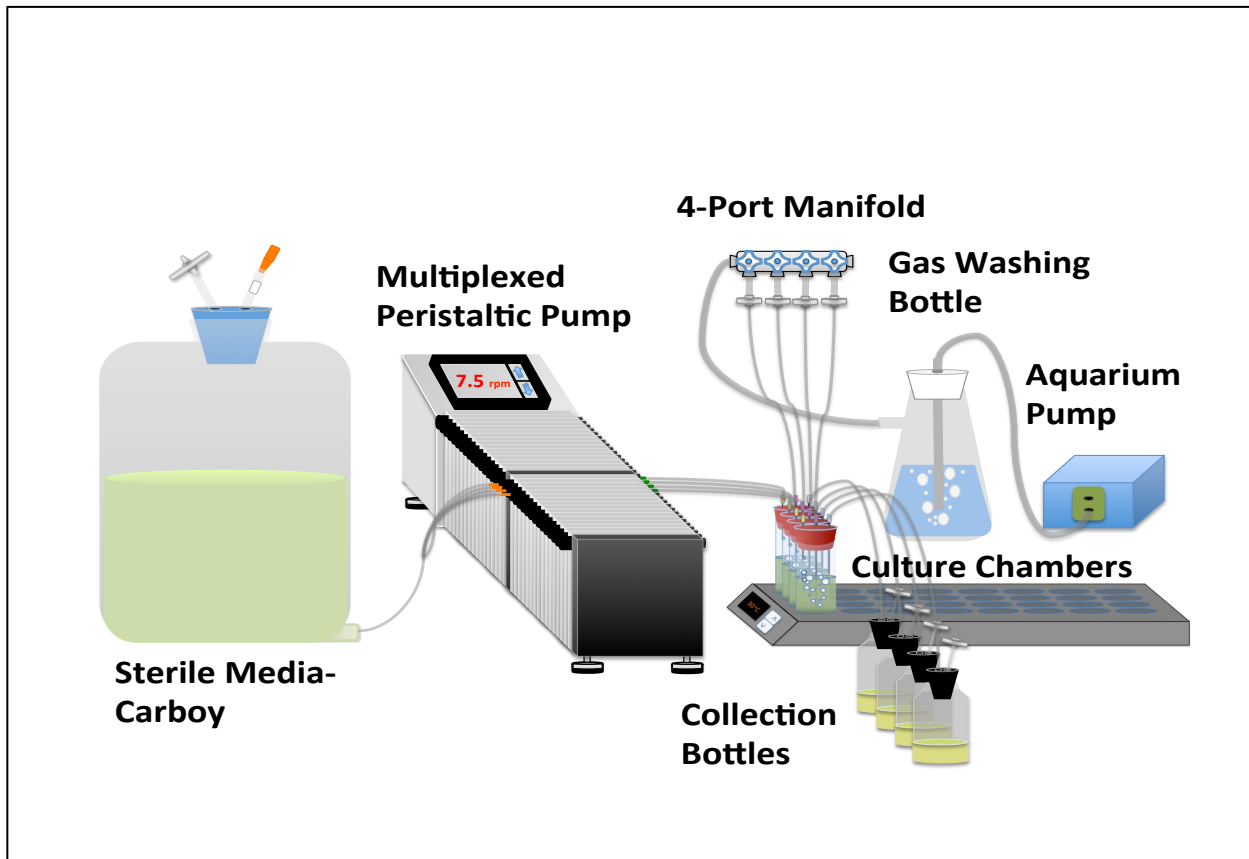 4-Port Manifold
Gas Washing
Bottle
Multiplexed
Peristaltic Pump
7.5 rpm
Aquarium
Pump
Culture Chambers
30°C
Sterile Media-
Carboy
Collection
Bottles